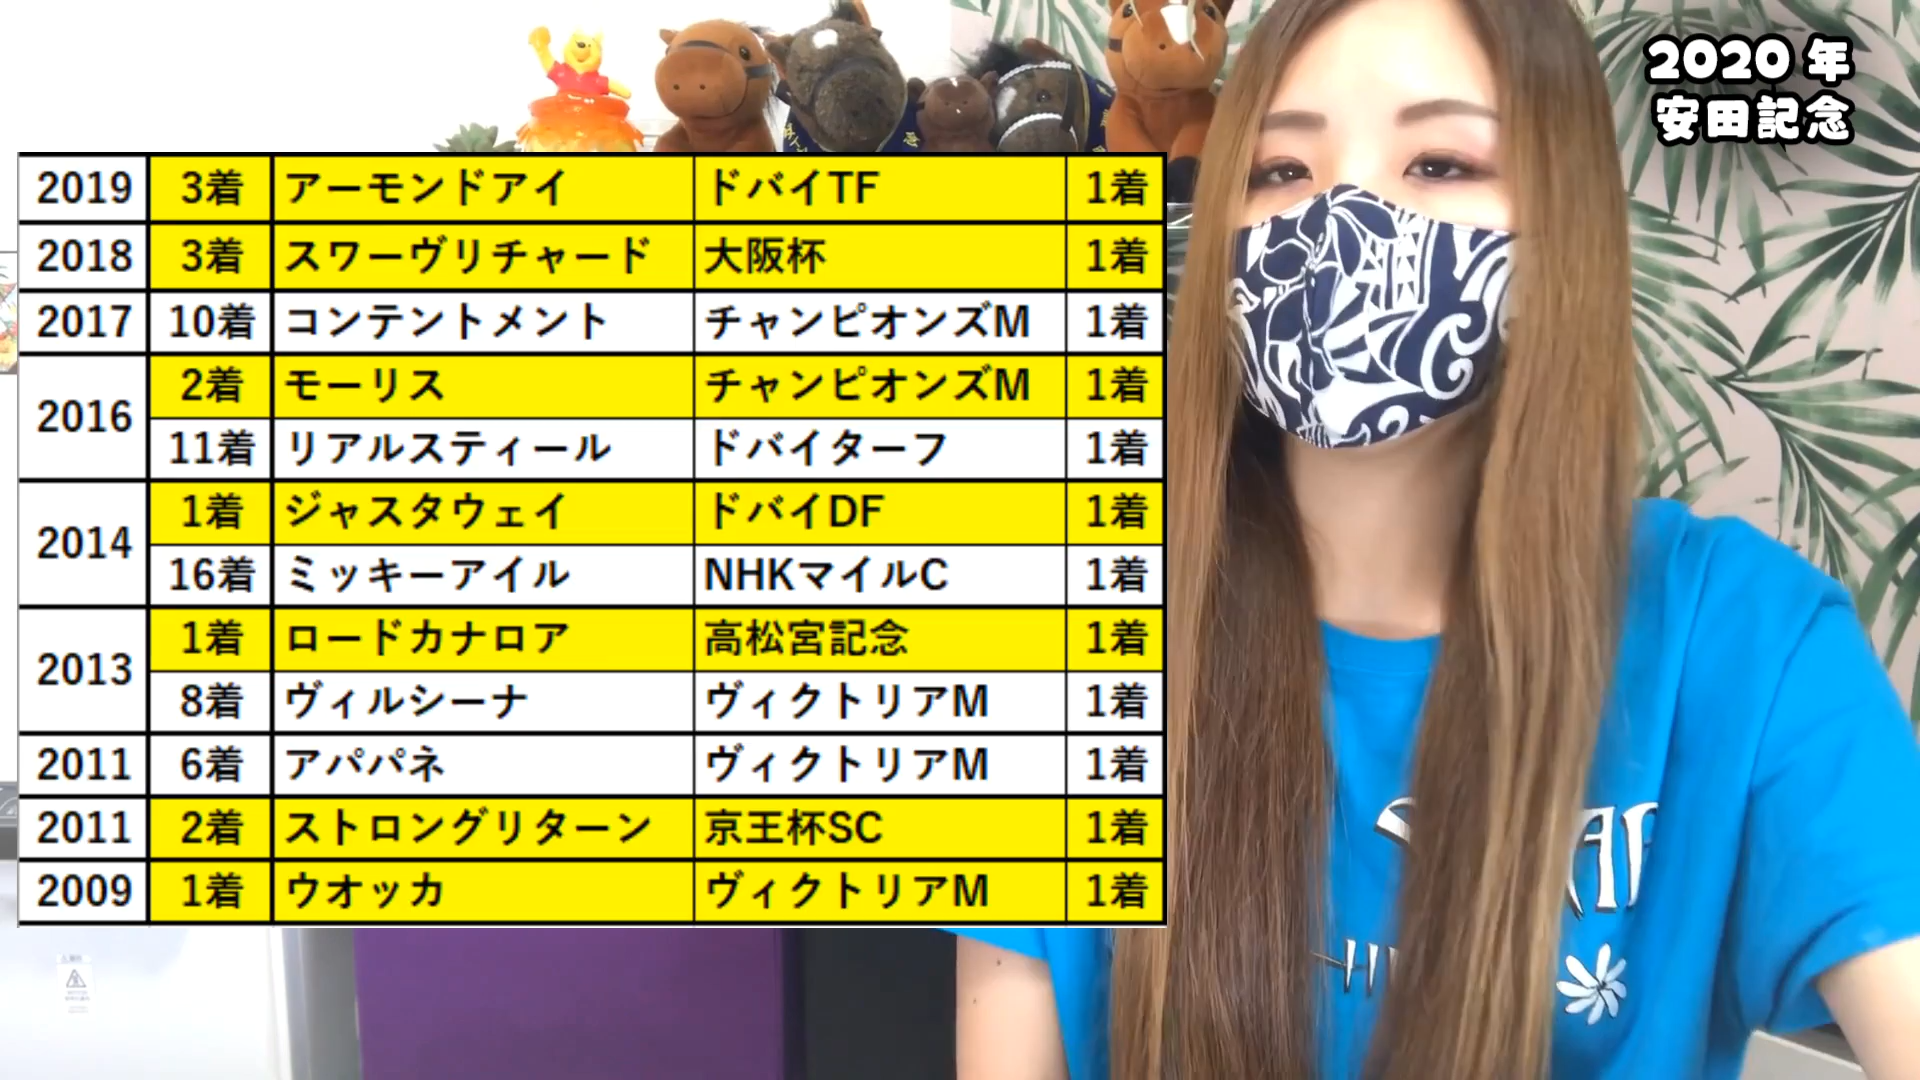 2020年
安田記念
2019 3着 アーモンドアイ ドバイTF 1着
2018 3着 スワーヴリチャード 大阪杯 1着
2017 10着 コンテントメント チャンピオンズM 1着
2016 2着 モーリス チャンピオンズM 1着
11着 リアルスティール ドバイターフ 1着
2014 1着 ジャスタウェイ ドバイDF 1着
16着 ミッキーアイル NHKマイルC 1着
2013 1着 ロードカナロア 高松宮記念 1着
8着 ヴィルシーナ ヴィクトリアM 1着
2011 6着 アパパネ ヴィクトリアM 1着
2011 2着 ストロングリターン 京王杯SC 1着
2009 1着 ウオッカ ヴィクトリアM 1着